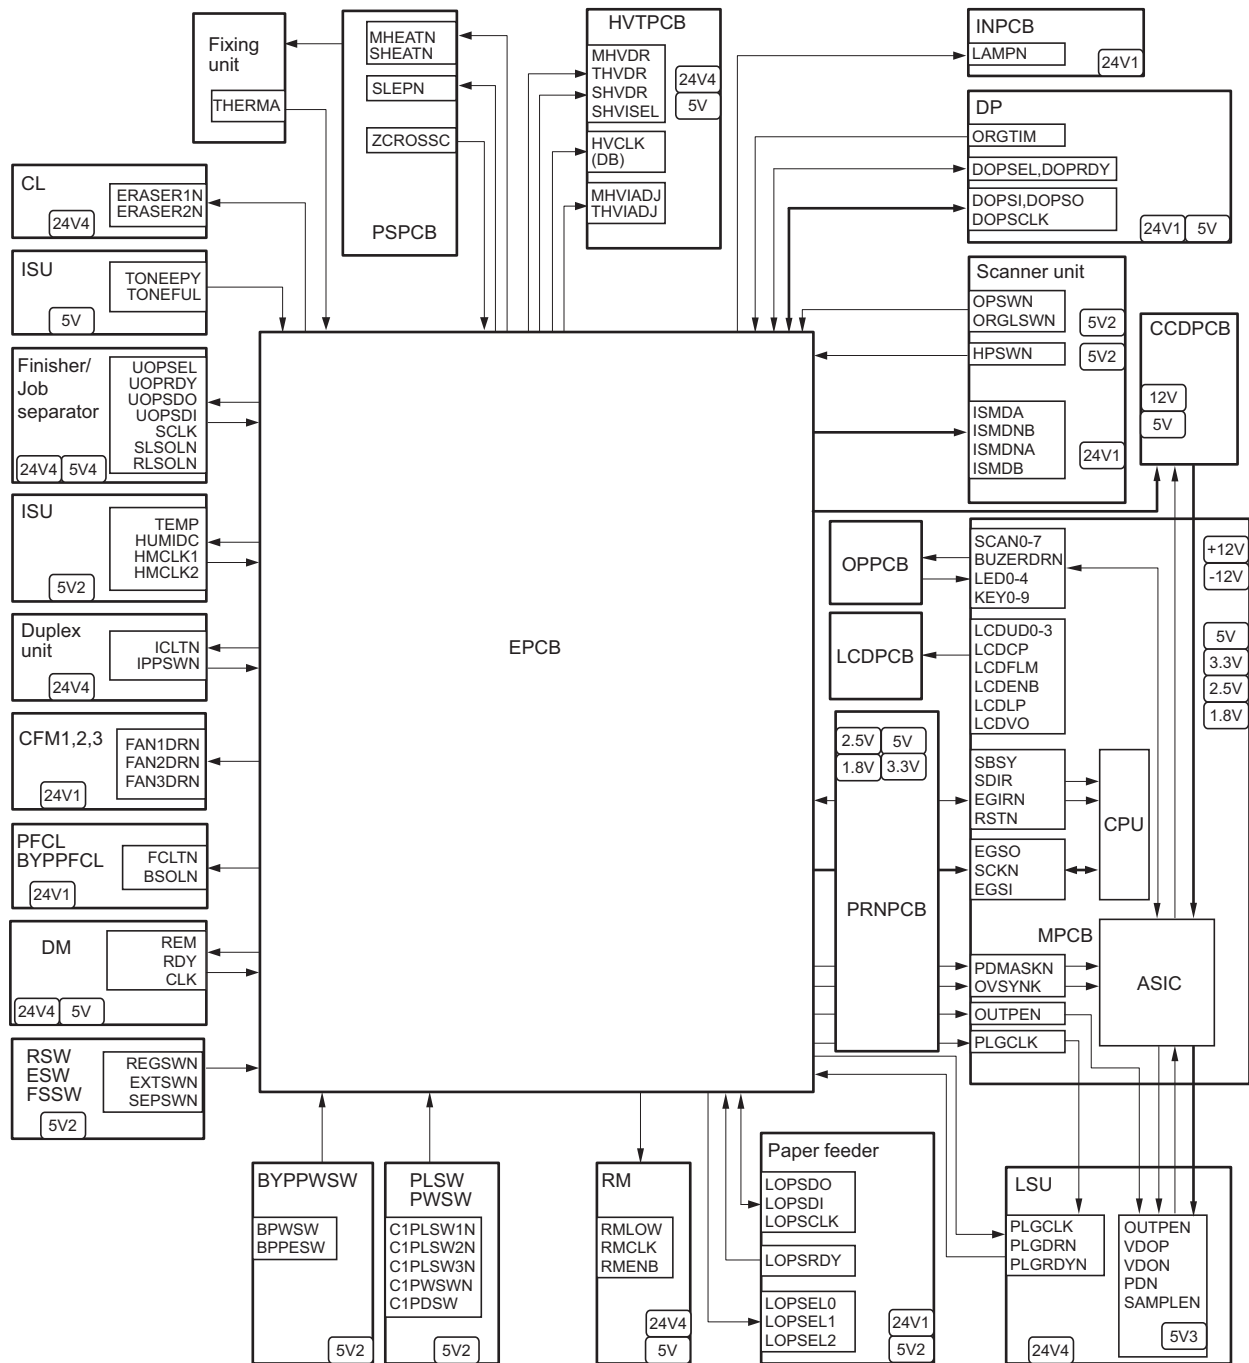 Fixing
unit
THERMA
MHEATN
SHEATN
SLEPN
ZCROSSC
PSPCB
HVTPCB
MHVDR
THVDR
SHVDR
SHVISEL
24V4
5V
HVCLK
(DB)
MHVIADJ
THVIADJ
INPCB
LAMPN
24V1
DP
ORGTIM
DOPSEL,DOPRDY
DOPSI,DOPSO
DOPSCLK
24V1
5V
CL
ERASER1N
ERASER2N
24V4
ISU
TONEEPY
TONEFUL
5V
Finisher/
Job
separator
UOPSEL
UOPRDY
UOPSDO
UOPSDI
SCLK
SLSOLN
RLSOLN
24V4
5V4
ISU
TEMP
HUMIDC
HMCLK1
HMCLK2
5V2
Duplex
unit
ICLTN
IPPSWN
24V4
CFM1,2,3
FAN1DRN
FAN2DRN
FAN3DRN
24V1
PFCL
BYPPFCL
FCLTN
BSOLN
24V1
DM
REM
RDY
CLK
24V4
5V
RSW
ESW
FSSW
REGSWN
EXTSWN
SEPSWN
5V2
EPCB
Scanner unit
OPSWN
ORGLSWN
5V2
HPSWN
5V2
ISMDA
ISMDNB
ISMDNA
ISMDB
24V1
CCDPCB
12V
5V
OPPCB
LCDPCB
SCAN0-7
BUZERDRN
LED0-4
KEY0-9
+12V
-12V
LCDUD0-3
LCDCP
LCDFLM
LCDENB
LCDLP
LCDVO
5V
3.3V
2.5V
1.8V
2.5V
5V
1.8V
3.3V
PRNPCB
SBSY
SDIR
EGIRN
RSTN
EGSO
SCKN
EGSI
CPU
MPCB
PDMASKN
OVSYNK
OUTPEN
PLGCLK
ASIC
BYPPWSW
BPWSW
BPPESW
5V2
PLSW
PWSW
C1PLSW1N
C1PLSW2N
C1PLSW3N
C1PWSWN
C1PDSW
5V2
RM
RMLOW
RMCLK
RMENB
24V4
5V
Paper feeder
LOPSDO
LOPSDI
LOPSCLK
LOPSRDY
LOPSEL0
LOPSEL1
LOPSEL2
24V1
5V2
LSU
PLGCLK
PLGDRN
PLGRDYN
24V4
OUTPEN
VDOP
VDON
PDN
SAMPLEN
5V3